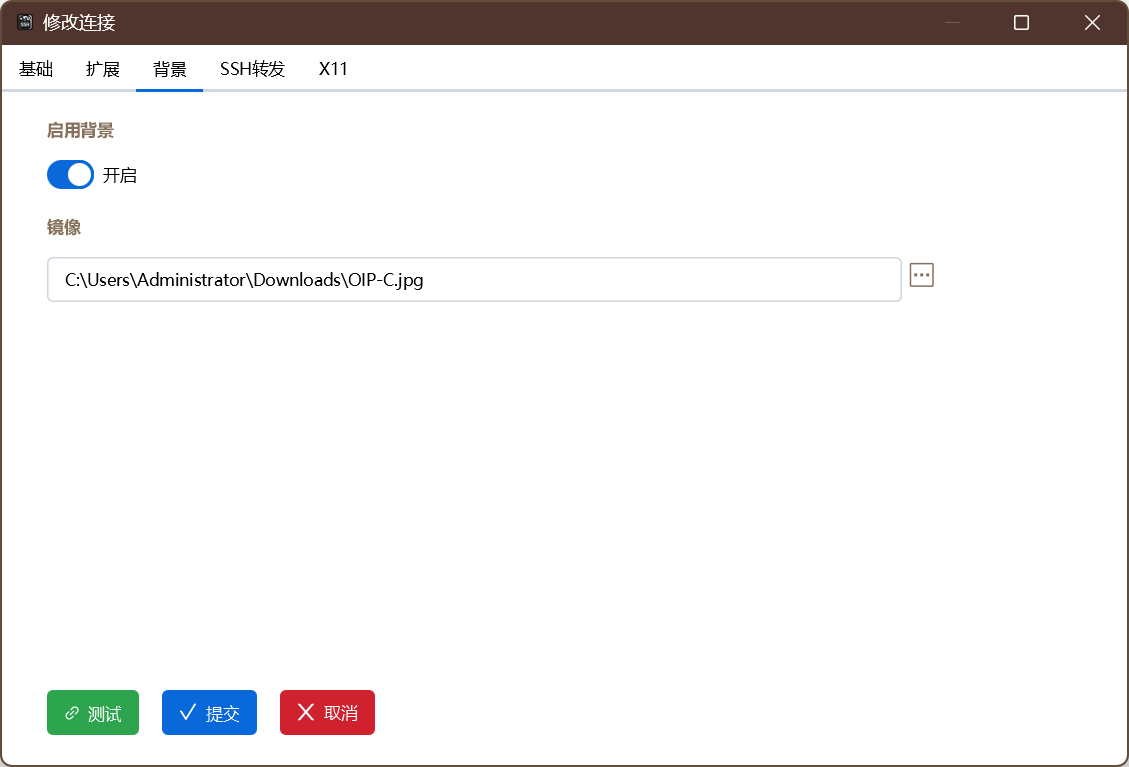 修改连接
基础 扩展 背景 SSH转发 X11
启用背景
开启
镜像
C:\Users\Administrator\Downloads\OIP-C.jpg
测试 提交 取消